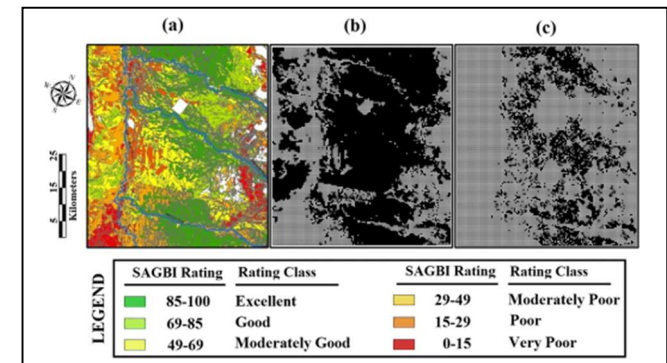 (a) (b) (c)
N
W
E
S
25
15
5
Kilometers
LEGEND
SAGBI Rating Rating Class SAGBI Rating Rating Class
85-100 Excellent 29-49 Moderately Poor
69-85 Good 15-29 Poor
49-69 Moderately Good 0-15 Very Poor